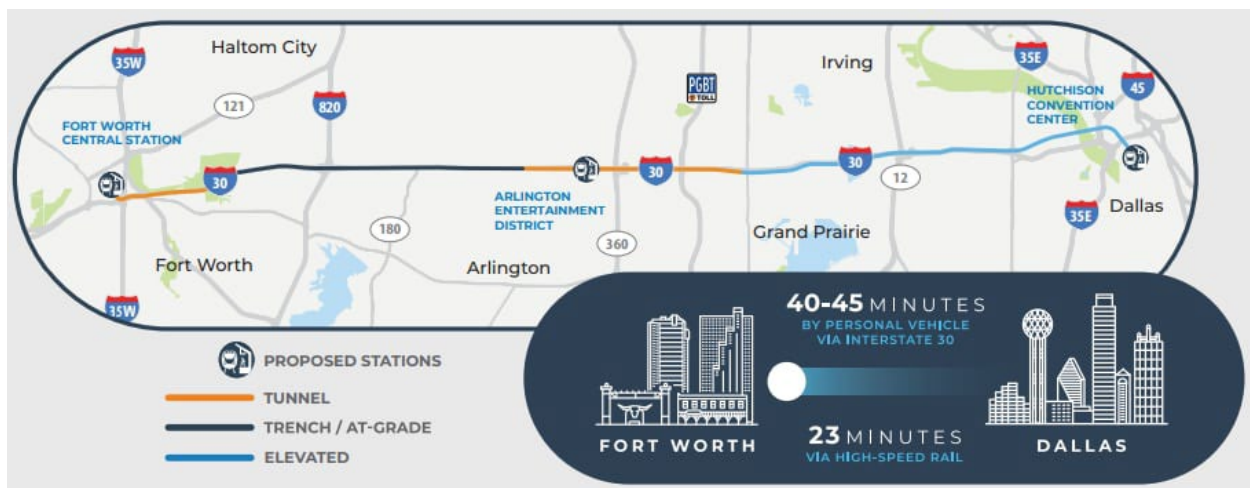 Haltom City
35W
121
820
FORT WORTH
CENTRAL STATION
30
Fort Worth
35W
180
ARLINGTON
ENTERTAINMENT
DISTRICT
Arlington
360
PGBT
TOLL
30
Irving
30
12
Grand Prairie
35E
45
HUTCHISON
CONVENTION
CENTER
Dallas
35E
PROPOSED STATIONS
TUNNEL
TRENCH / AT-GRADE
ELEVATED
40-45 MINUTES
BY PERSONAL VEHICLE
VIA INTERSTATE 30
23 MINUTES
VIA HIGH-SPEED RAIL
FORT WORTH
DALLAS